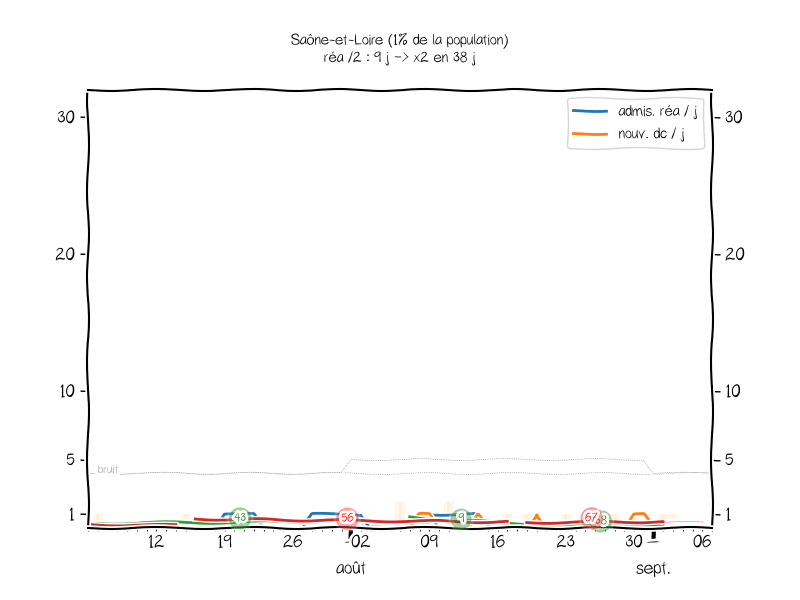 Saône-et-Loire (1% de la population)
réa /2 : 9 j -> x2 en 38 j
admis. réa / j
nouv. dc / j
30 30
20 20
10 10
5 5
bruit
1 1
43 56 9 67
12 19 26 02 09 16 23 30 06
août sept.